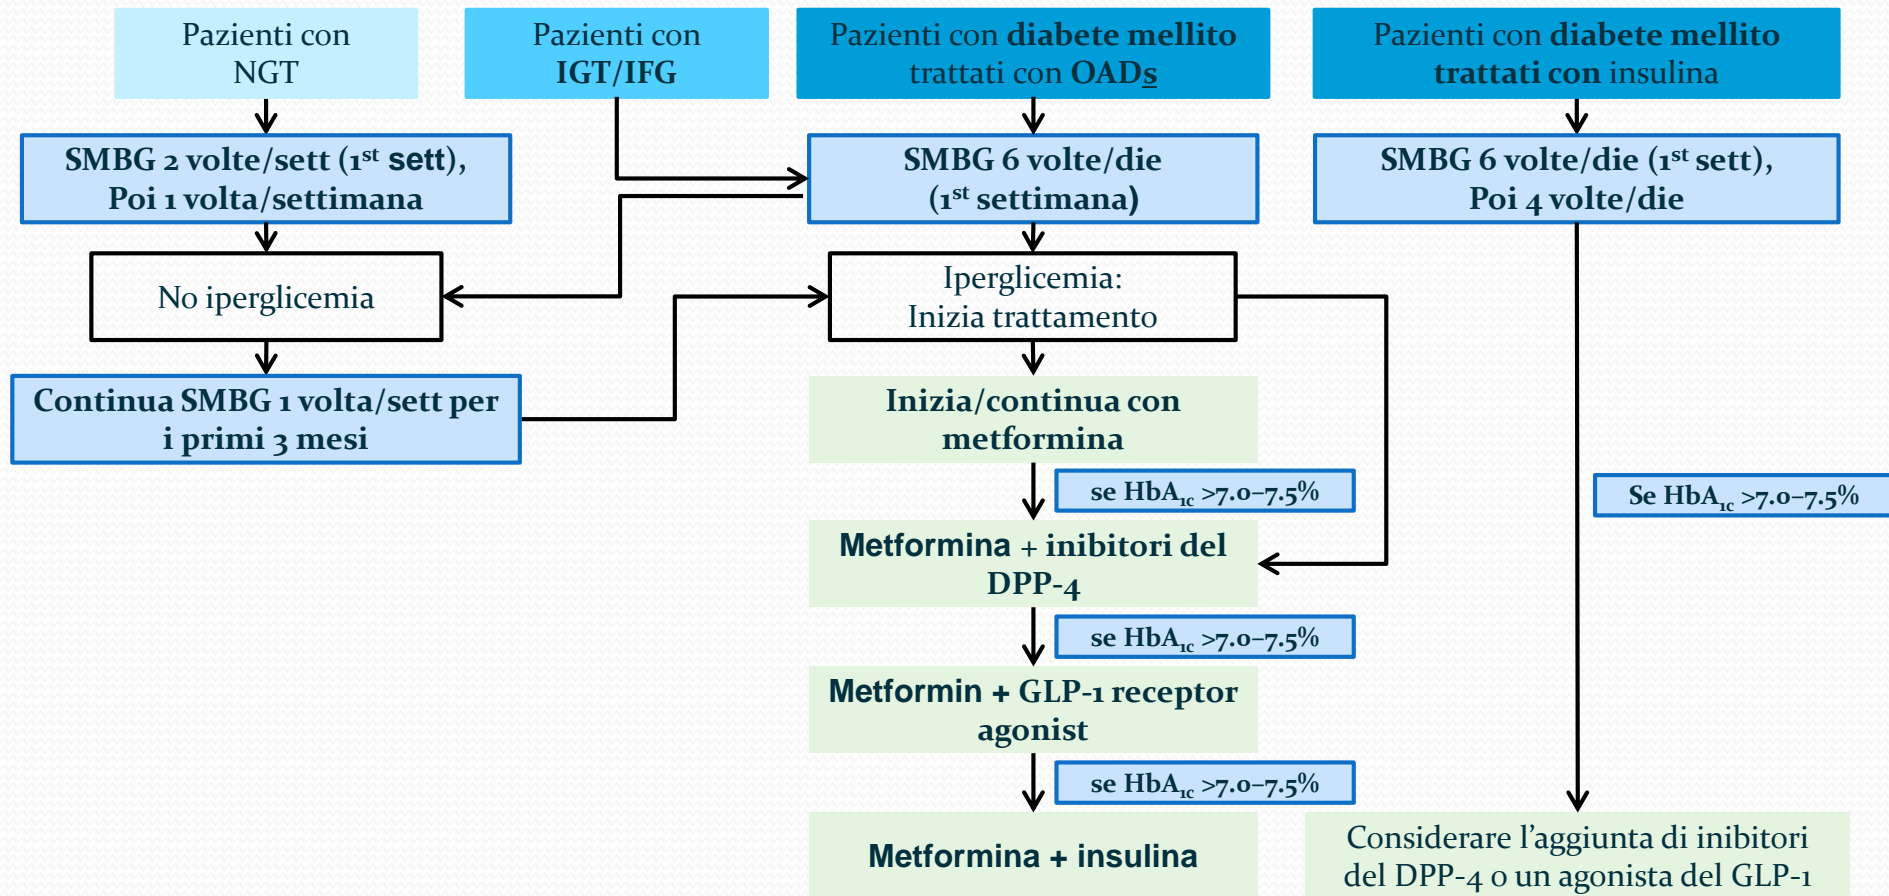 Pazienti con
NGT
Pazienti con
IGT/IFG
Pazienti con diabete mellito
trattati con OADs
Pazienti con diabete mellito
trattati con insulina
SMBG 2 volte/sett (1st sett),
Poi 1 volta/settimana
SMBG 6 volte/die
(1st settimana)
SMBG 6 volte/die (1st sett),
Poi 4 volte/die
No iperglicemia
Iperglicemia:
Inizia trattamento
Continua SMBG 1 volta/sett per
i primi 3 mesi
Inizia/continua con
metformina
se HbA1c >7.0–7.5%
Se HbA1c >7.0–7.5%
Metformina + inibitori del
DPP-4
se HbA1c >7.0–7.5%
Metformin + GLP-1 receptor
agonist
se HbA1c >7.0–7.5%
Metformina + insulina
Considerare l’aggiunta di inibitori
del DPP-4 o un agonista del GLP-1